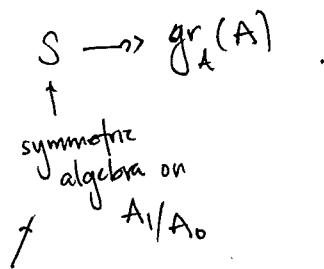 S ↠ gr_A(A) .
↑
symmetric
algebra on
A₁/A₀